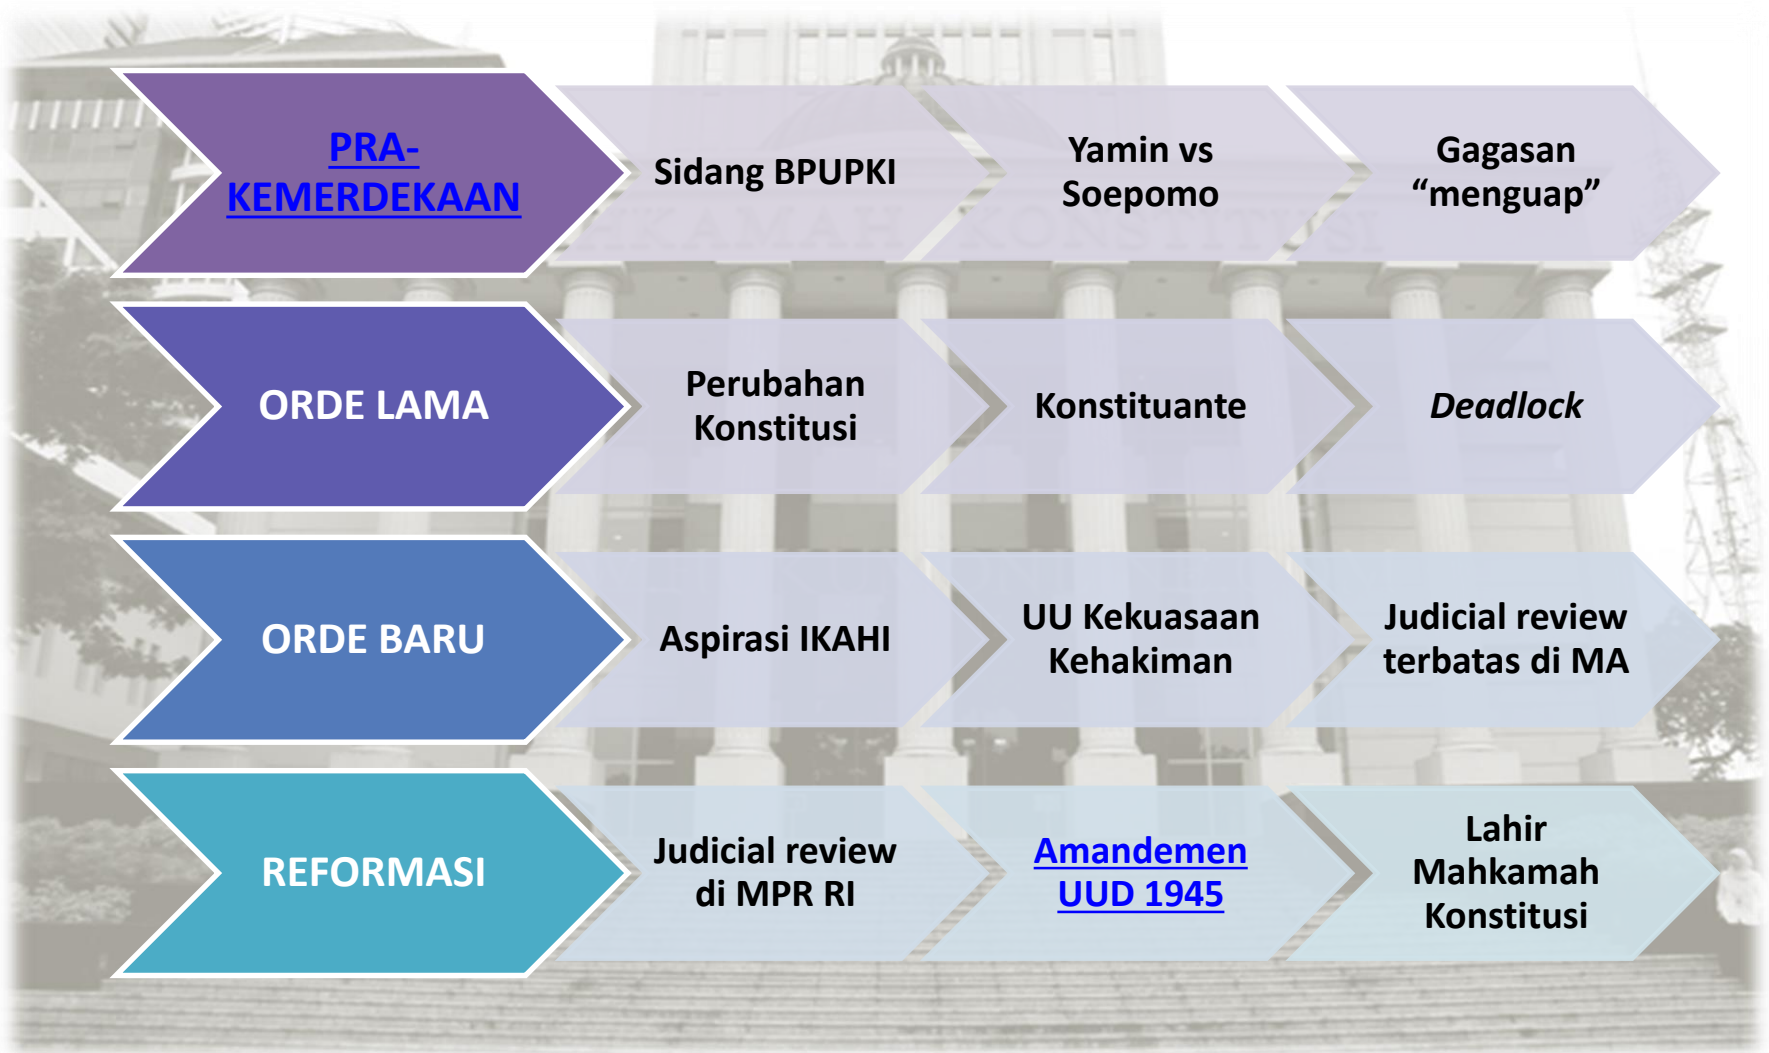 PRA-
KEMERDEKAAN
Sidang BPUPKI
Yamin vs
Soepomo
Gagasan
“menguap”
ORDE LAMA
Perubahan
Konstitusi
Konstituante
Deadlock
ORDE BARU
Aspirasi IKAHI
UU Kekuasaan
Kehakiman
Judicial review
terbatas di MA
REFORMASI
Judicial review
di MPR RI
Amandemen
UUD 1945
Lahir
Mahkamah
Konstitusi
HKAMAH KONSTITUSI